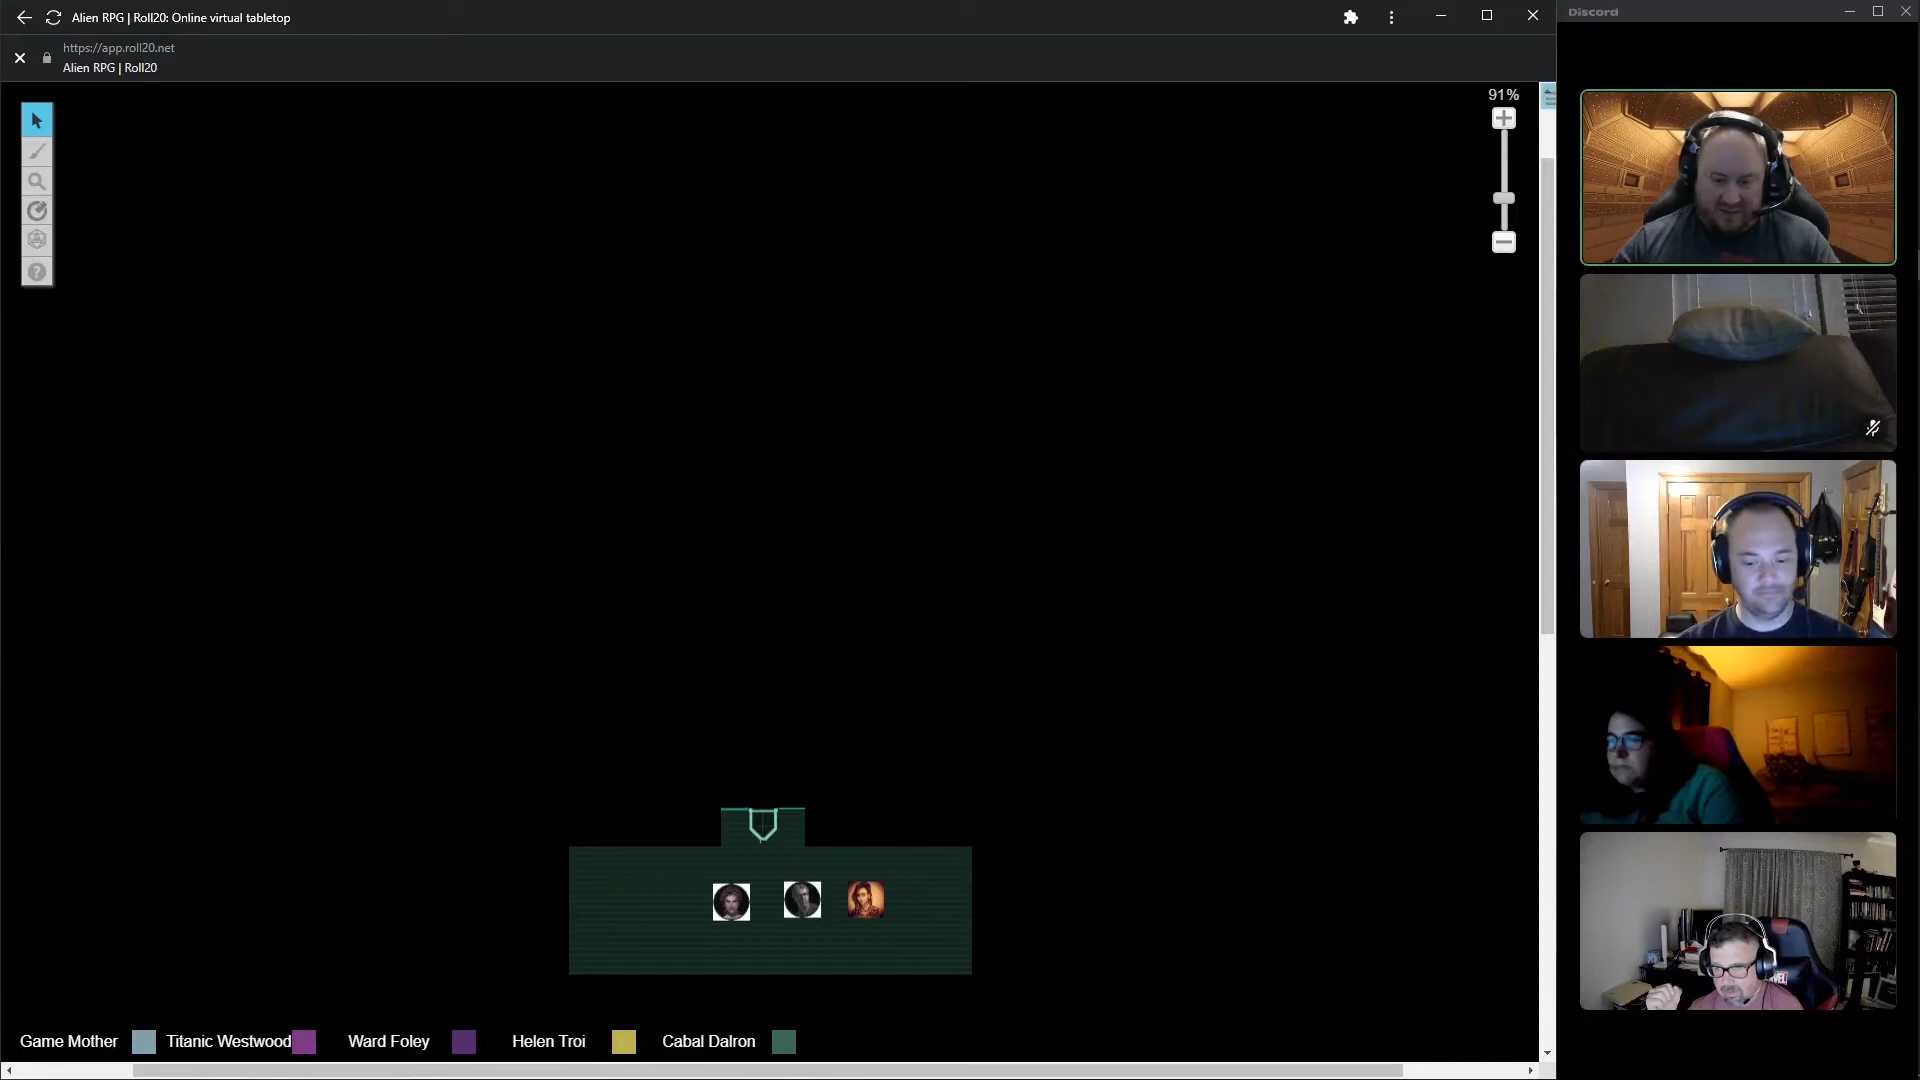 Alien RPG | Roll20: Online virtual tabletop
https://app.roll20.net
Alien RPG | Roll20
91%
Game Mother
Titanic Westwood
Ward Foley
Helen Troi
Cabal Dalron
Discord